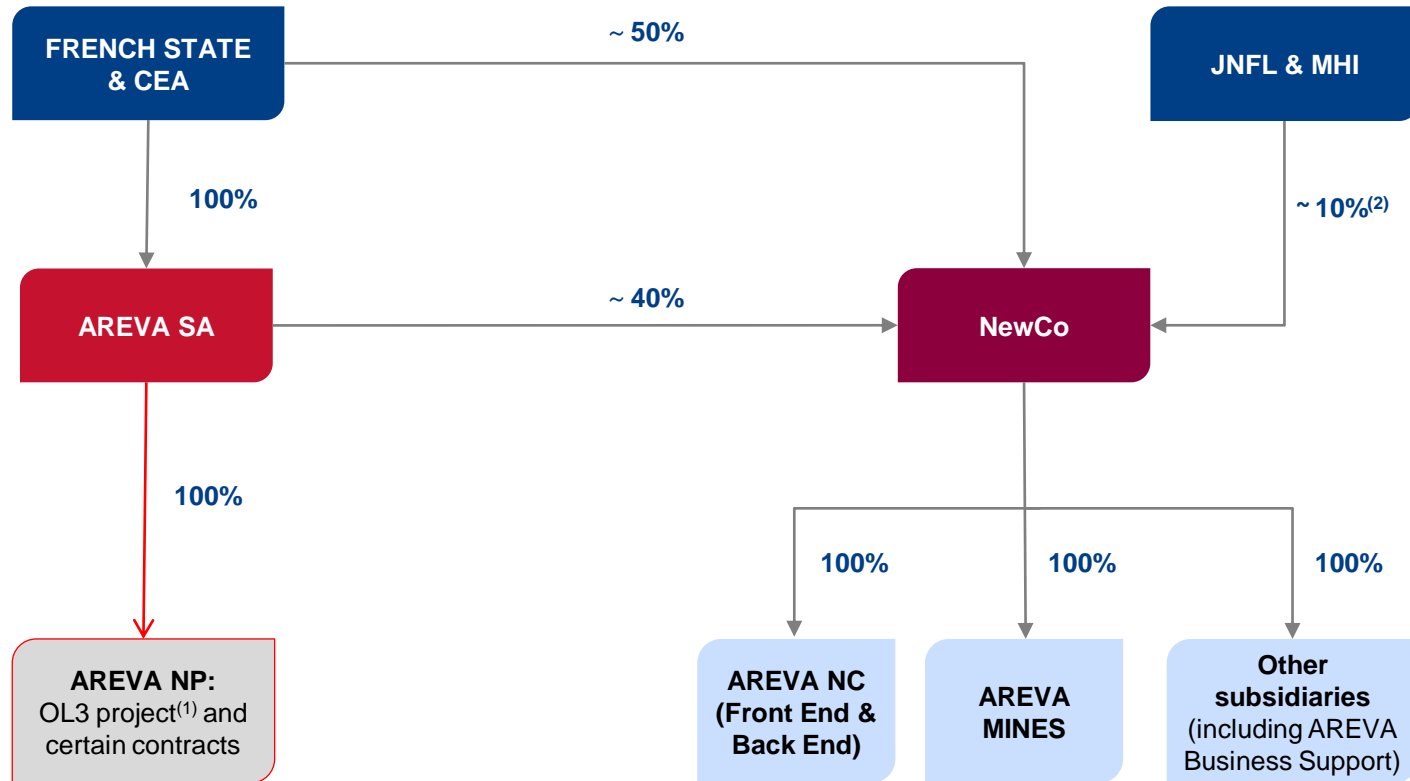 FRENCH STATE
& CEA
~ 50%
JNFL & MHI
100%
~ 10%(2)
AREVA SA
~ 40%
NewCo
100%
100%
100%
100%
AREVA NP:
OL3 project(1) and
certain contracts
AREVA NC
(Front End &
Back End)
AREVA
MINES
Other
subsidiaries
(including AREVA
Business Support)